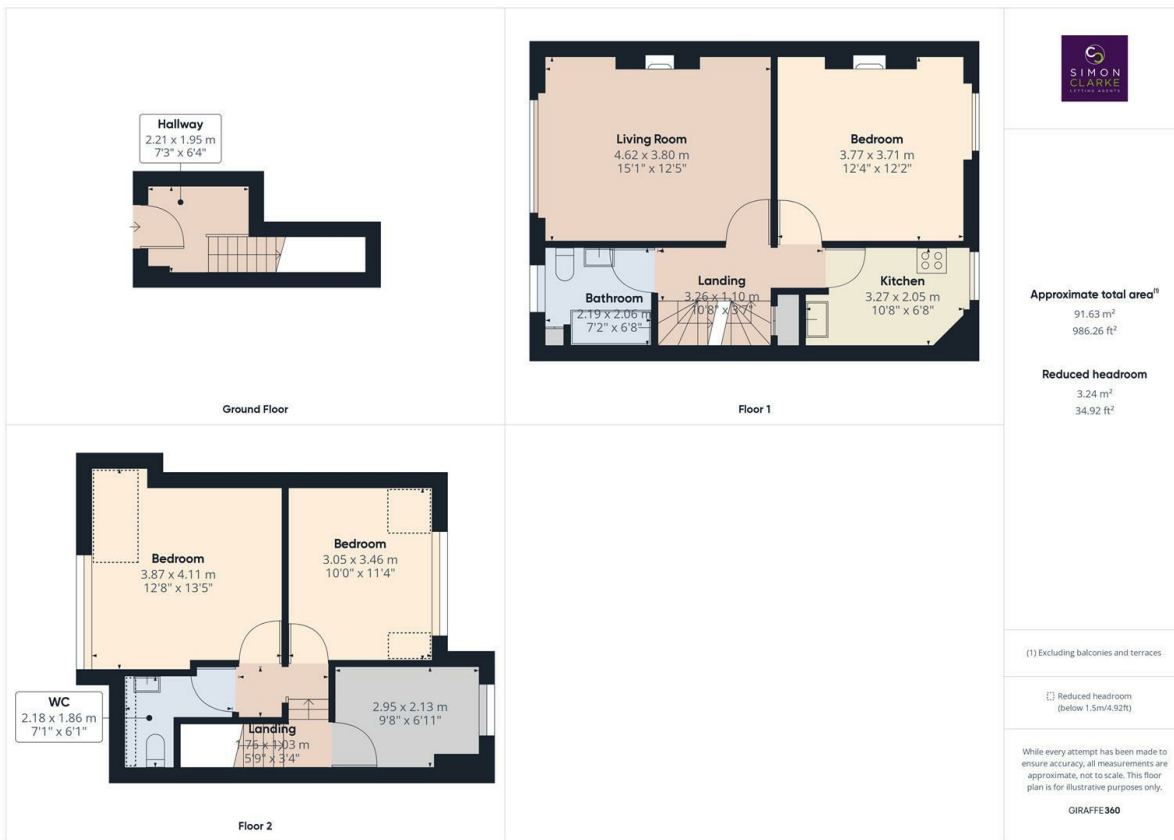 Hallway
2.21 x 1.95 m
7'3" x 6'4"
Ground Floor
Living Room
4.62 x 3.80 m
15'1" x 12'5"
Bedroom
3.77 x 3.71 m
12'4" x 12'2"
Bathroom
2.19 x 2.06 m
7'2" x 6'8"
Landing
3.26 x 1.10 m
10'8" x 3'7"
Kitchen
3.27 x 2.05 m
10'8" x 6'8"
Floor 1
Bedroom
3.87 x 4.11 m
12'8" x 13'5"
Bedroom
3.05 x 3.46 m
10'0" x 11'4"
WC
2.18 x 1.86 m
7'1" x 6'1"
Landing
1.76 x 1.03 m
5'9" x 3'4"
2.95 x 2.13 m
9'8" x 6'11"
Floor 2
SIMON
CLARKE
LETTING AGENTS
Approximate total area⁽¹⁾
91.63 m²
986.26 ft²
Reduced headroom
3.24 m²
34.92 ft²
(1) Excluding balconies and terraces
Reduced headroom
(below 1.5m/4.92ft)
While every attempt has been made to
ensure accuracy, all measurements are
approximate, not to scale. This floor
plan is for illustrative purposes only.
GIRAFFE360